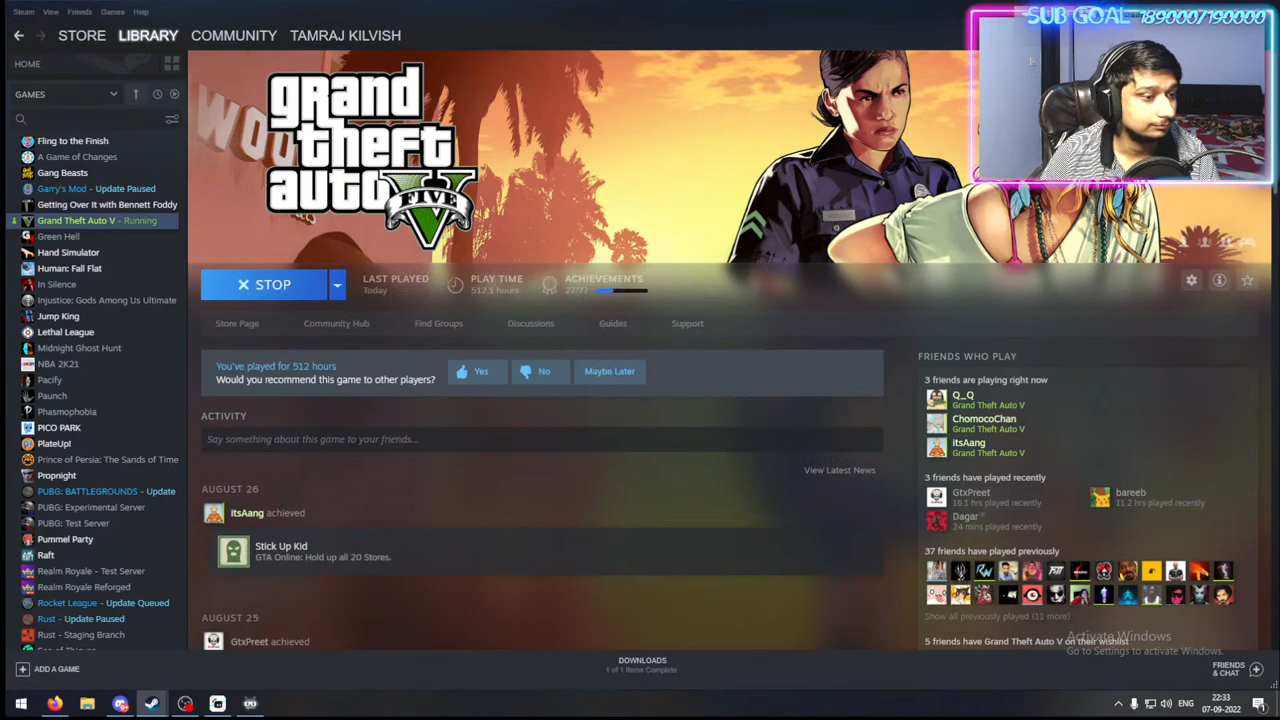 Steam View Friends Games Help
SUB GOAL 189000/190000
STORE LIBRARY COMMUNITY TAMRAJ KILVISH
HOME
GAMES
Fling to the Finish
A Game of Changes
Gang Beasts
Garry's Mod - Update Paused
Getting Over It with Bennett Foddy
Grand Theft Auto V - Running
Green Hell
Hand Simulator
Human: Fall Flat
In Silence
Injustice: Gods Among Us Ultimate
Jump King
Lethal League
Midnight Ghost Hunt
NBA 2K21
Pacify
Paunch
Phasmophobia
PICO PARK
PlateUp!
Prince of Persia: The Sands of Time
Propnight
PUBG: BATTLEGROUNDS - Update
PUBG: Experimental Server
PUBG: Test Server
Pummel Party
Raft
Realm Royale - Test Server
Realm Royale Reforged
Rocket League - Update Queued
Rust - Update Paused
Rust - Staging Branch
ADD A GAME
grand
theft
auto
V
FIVE
STOP
LAST PLAYED
Today
PLAY TIME
512.1 hours
ACHIEVEMENTS
27/77
Store Page Community Hub Find Groups Discussions Guides Support
You've played for 512 hours
Would you recommend this game to other players?
Yes No Maybe Later
ACTIVITY
Say something about this game to your friends...
View Latest News
AUGUST 26
itsAang achieved
Stick Up Kid
GTA Online: Hold up all 20 Stores.
AUGUST 25
GtxPreet achieved
FRIENDS WHO PLAY
3 friends are playing right now
Q_Q
Grand Theft Auto V
ChomocoChan
Grand Theft Auto V
itsAang
Grand Theft Auto V
3 friends have played recently
GtxPreet
16.1 hrs played recently
bareeb
11.2 hrs played recently
Dagar
24 mins played recently
37 friends have played previously
Show all previously played (11 more)
5 friends have Grand Theft Auto V on their wishlist
Activate Windows
Go to Settings to activate Windows.
DOWNLOADS
1 of 1 Items Complete
FRIENDS
& CHAT
ENG
22:33
07-09-2022